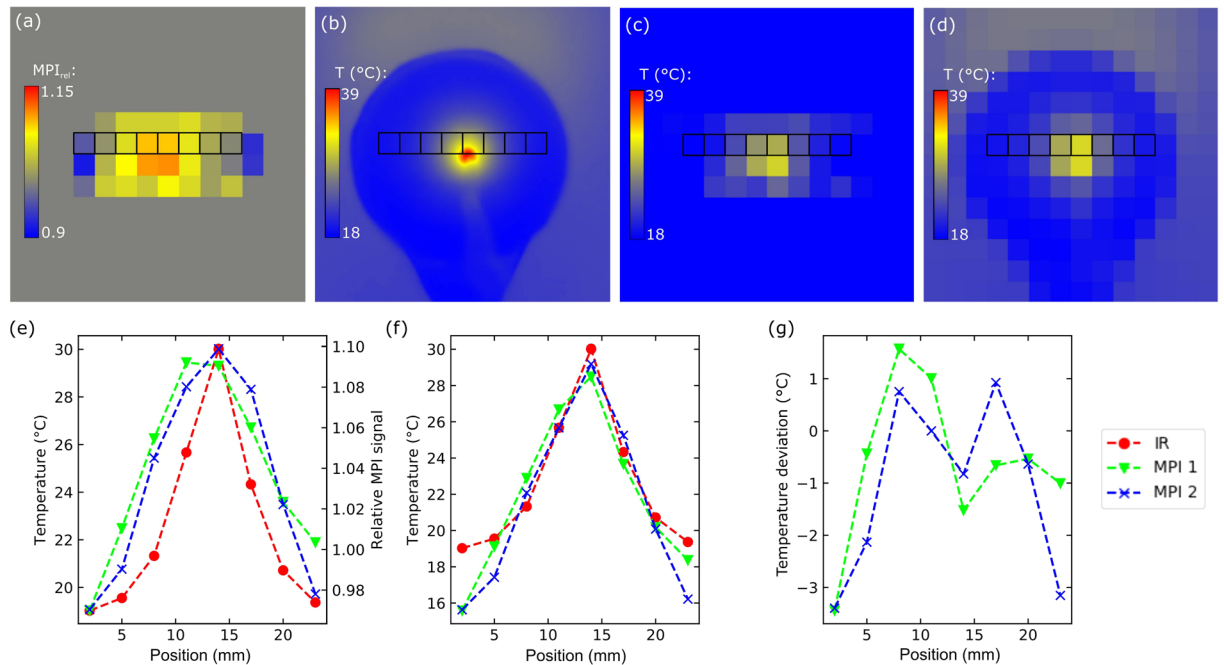 (a)
MPIrel:
1.15
0.9
(b)
T (°C):
39
18
(c)
T (°C):
39
18
(d)
T (°C):
39
18
(e)
30
28
26
24
22
20
Temperature (°C)
1.10
1.08
1.06
1.04
1.02
1.00
0.98
Relative MPI signal
5 10 15 20
Position (mm)
(f)
30
28
26
24
22
20
18
16
Temperature (°C)
5 10 15 20
Position (mm)
(g)
1
0
−1
−2
−3
Temperature deviation (°C)
5 10 15 20
Position (mm)
IR
MPI 1
MPI 2